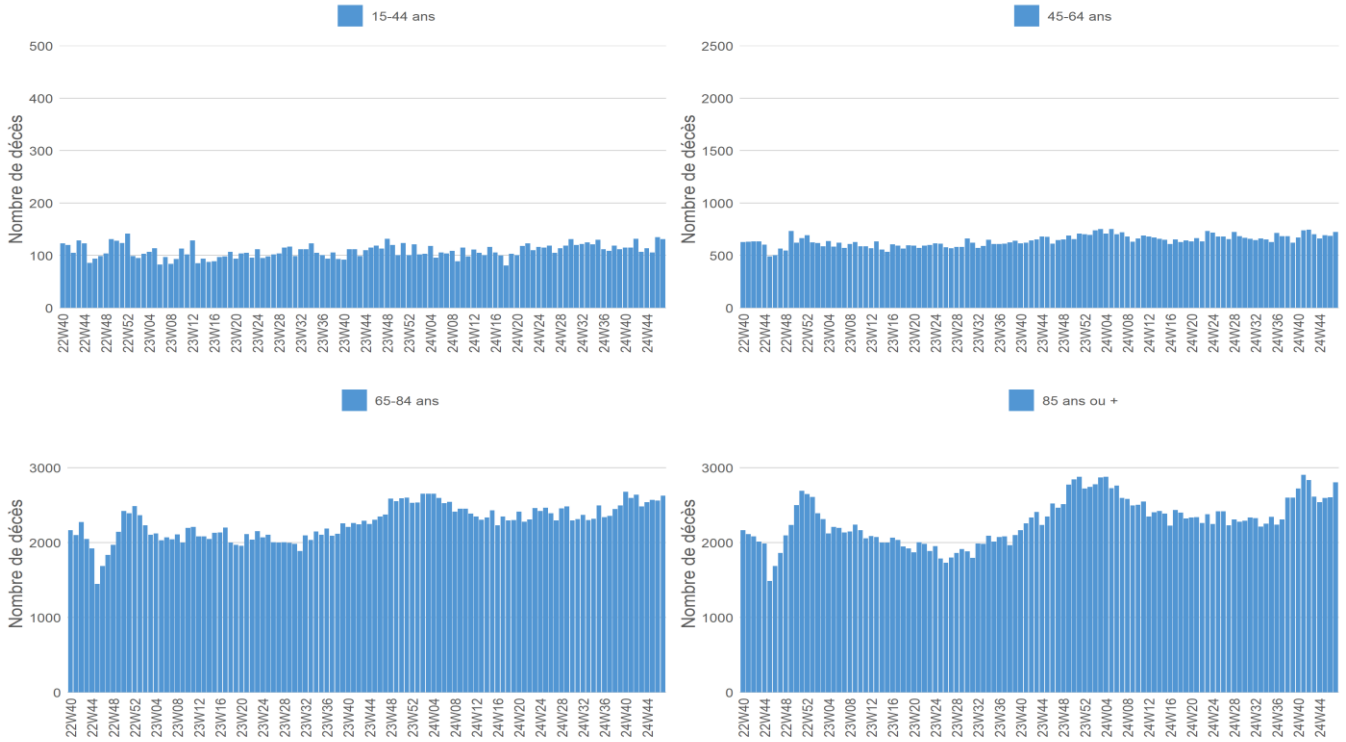 15-44 ans
Nombre de décès
500
400
300
200
100
0
22W40 22W44 22W48 22W52 23W04 23W08 23W12 23W16 23W20 23W24 23W28 23W32 23W36 23W40 23W44 23W48 23W52 24W04 24W08 24W12 24W16 24W20 24W24 24W28 24W32 24W36 24W40 24W44
45-64 ans
Nombre de décès
2500
2000
1500
1000
500
0
22W40 22W44 22W48 22W52 23W04 23W08 23W12 23W16 23W20 23W24 23W28 23W32 23W36 23W40 23W44 23W48 23W52 24W04 24W08 24W12 24W16 24W20 24W24 24W28 24W32 24W36 24W40 24W44
65-84 ans
Nombre de décès
3000
2000
1000
0
22W40 22W44 22W48 22W52 23W04 23W08 23W12 23W16 23W20 23W24 23W28 23W32 23W36 23W40 23W44 23W48 23W52 24W04 24W08 24W12 24W16 24W20 24W24 24W28 24W32 24W36 24W40 24W44
85 ans ou +
Nombre de décès
3000
2000
1000
0
22W40 22W44 22W48 22W52 23W04 23W08 23W12 23W16 23W20 23W24 23W28 23W32 23W36 23W40 23W44 23W48 23W52 24W04 24W08 24W12 24W16 24W20 24W24 24W28 24W32 24W36 24W40 24W44